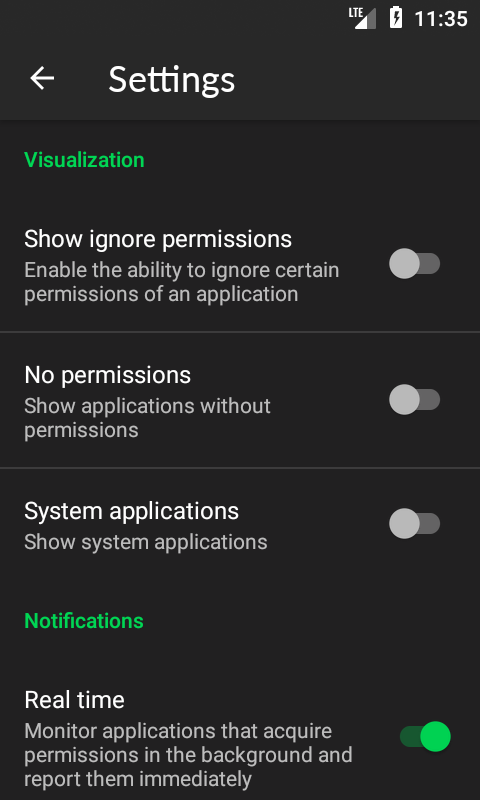 LTE 11:35
Settings
Visualization
Show ignore permissions
Enable the ability to ignore certain
permissions of an application
No permissions
Show applications without
permissions
System applications
Show system applications
Notifications
Real time
Monitor applications that acquire
permissions in the background and
report them immediately